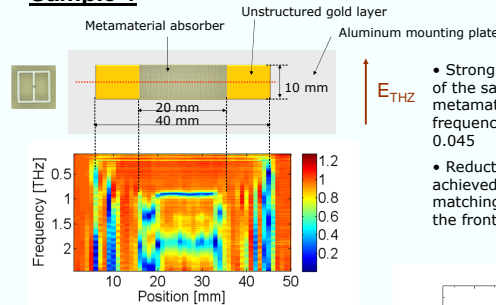 Unstructured gold layer
Metamaterial absorber
Aluminum mounting plate
10 mm
20 mm
40 mm
E_THZ
• Strong
of the sa
metamat
frequenc
0.045
• Reduct
achieved
matching
the front
Frequency [THz]
0.5
1
1.5
2
0 10 20 30 40 50
Position [mm]
1.2
1
0.8
0.6
0.4
0.2